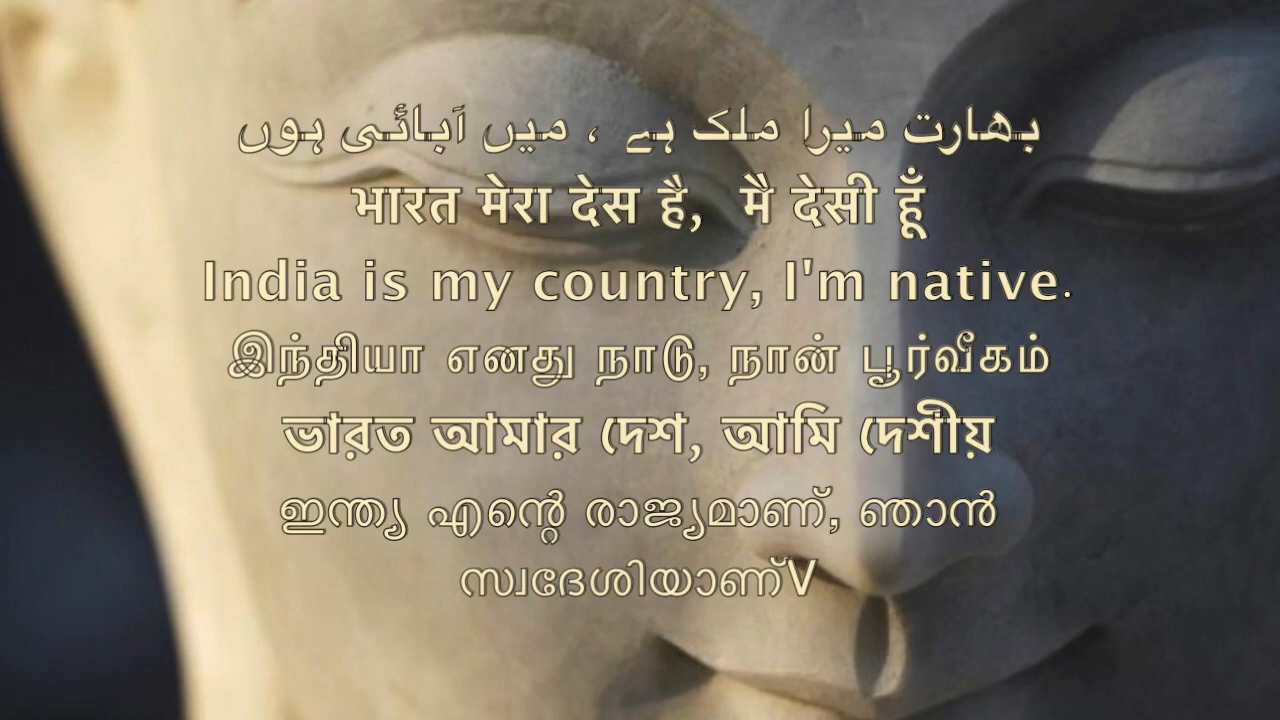 بھارت میرا ملک ہے ، میں آبائی ہوں
भारत मेरा देस है, मै देसी हूँ
India is my country, I'm native.
இந்தியா எனது நாடு, நான் பூர்வீகம்
ভারত আমার দেশ, আমি দেশীয়
ഇന്ത്യ എന്റെ രാജ്യമാണ്, ഞാൻ
സ്വദേശിയാണ്V